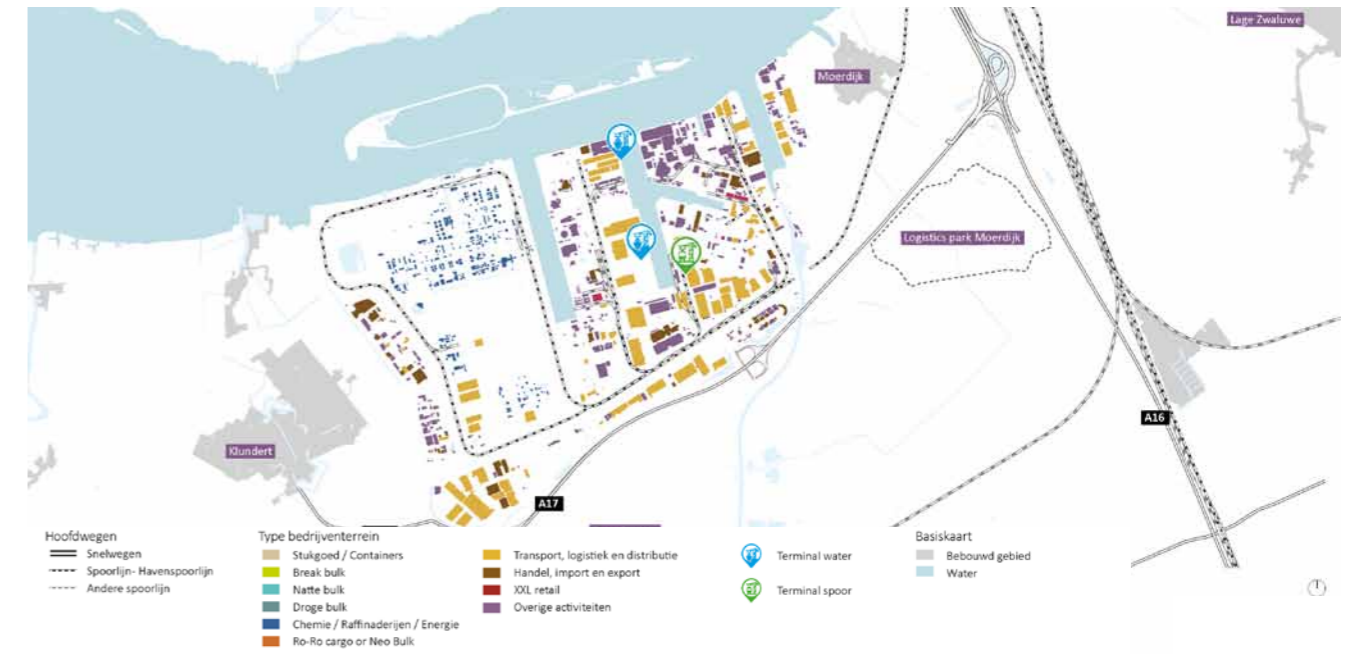 Lage Zwaluwe
Moerdijk
Logistics park Moerdijk
A16
Klundert
A17
Hoofdwegen
Snelwegen
Spoorlijn- Havenspoorlijn
Andere spoorlijn
Type bedrijventerrein
Stukgoed / Containers
Break bulk
Natte bulk
Droge bulk
Chemie / Raffinaderijen / Energie
Ro-Ro cargo or Neo Bulk
Transport, logistiek en distributie
Handel, import en export
XXL retail
Overige activiteiten
Terminal water
Terminal spoor
Basiskaart
Bebouwd gebied
Water